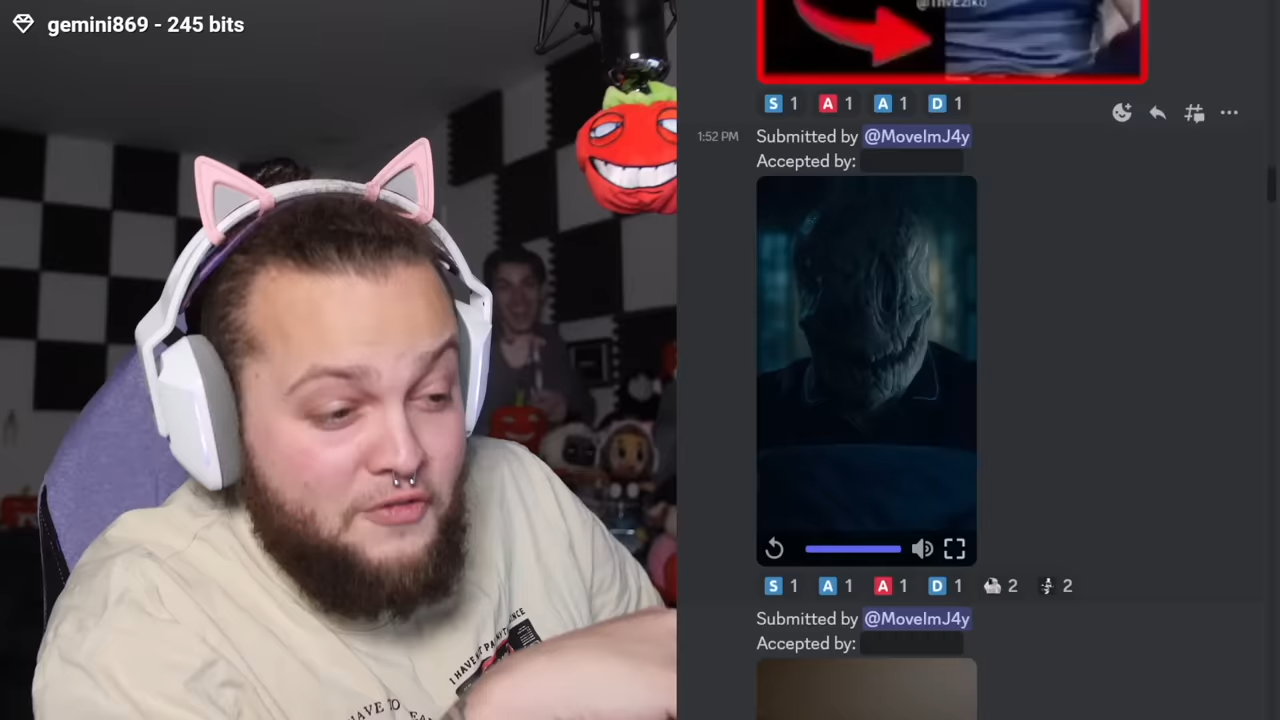 gemini869 - 245 bits
S 1 A 1 A 1 D 1
1:52 PM Submitted by @MoveImJ4y
Accepted by:
S 1 A 1 A 1 D 1 2 2
Submitted by @MoveImJ4y
Accepted by: